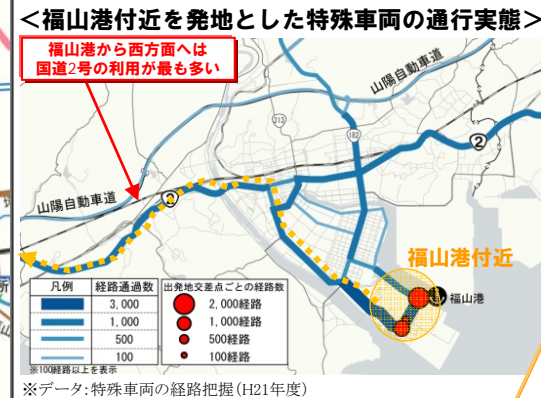 ＜福山港付近を発地とした特殊車両の通行実態＞
福山港から西方面へは
国道2号の利用が最も多い
山陽自動車道
313
182
2
山陽自動車道
2
福山港付近
福山港
凡例 経路通過数
3,000
1,000
500
100
出発地交差点ごとの経路数
2,000経路
1,000経路
500経路
100経路
※100経路以上を表示
※データ：特殊車両の経路把握（H21年度）